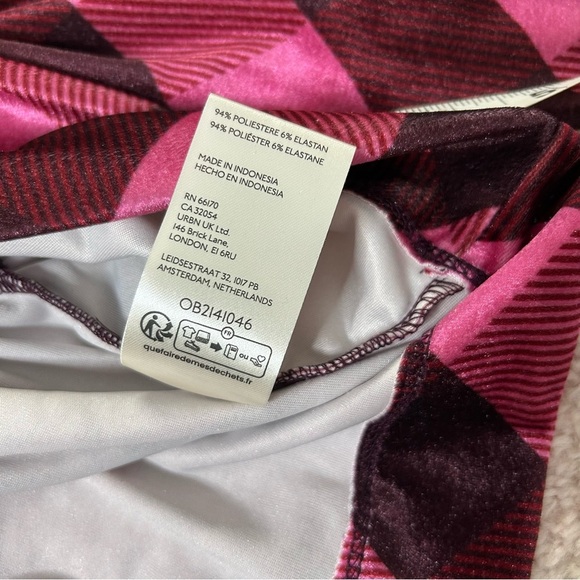 94% POLIESTERE 6% ELASTAN
94% POLIÉSTER 6% ELASTANE
MADE IN INDONESIA
HECHO EN INDONESIA
RN 66170
CA 32054
URBN UK Ltd.
146 Brick Lane,
LONDON, E1 6RU
LEIDSESTRAAT 32, 1017 PB
AMSTERDAM, NETHERLANDS
OB2141046
FR
ou
quefairedemesdechets.fr